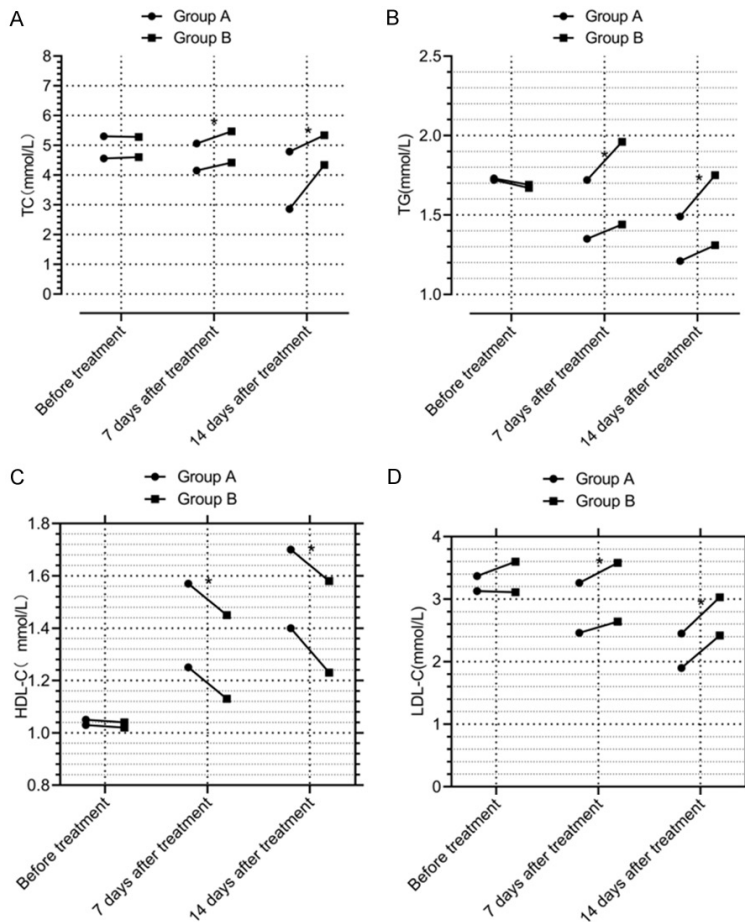 A
Group A
Group B
TC（mmol/L）
8
7
6
5
4
3
2
1
0
*
*
Before treatment
7 days after treatment
14 days after treatment
B
Group A
Group B
TG(mmol/L)
2.5
2.0
1.5
1.0
*
*
Before treatment
7 days after treatment
14 days after treatment
C
Group A
Group B
HDL-C（ mmol/L）
1.8
1.6
1.4
1.2
1.0
0.8
*
*
Before treatment
7 days after treatment
14 days after treatment
D
Group A
Group B
LDL-C(mmol/L)
4
3
2
1
0
*
*
Before treatment
7 days after treatment
14 days after treatment